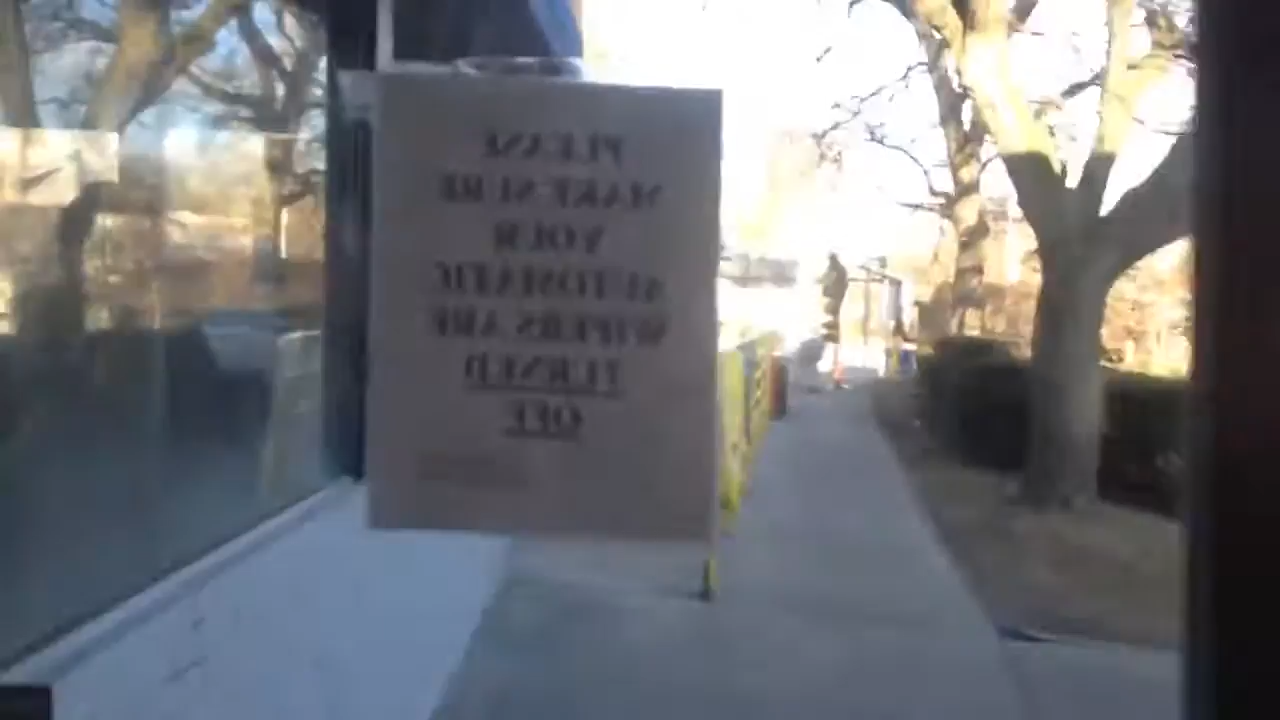 PLEASE
MAKE SURE
YOUR
AUTOMATIC
WIPERS ARE
TURNED
OFF